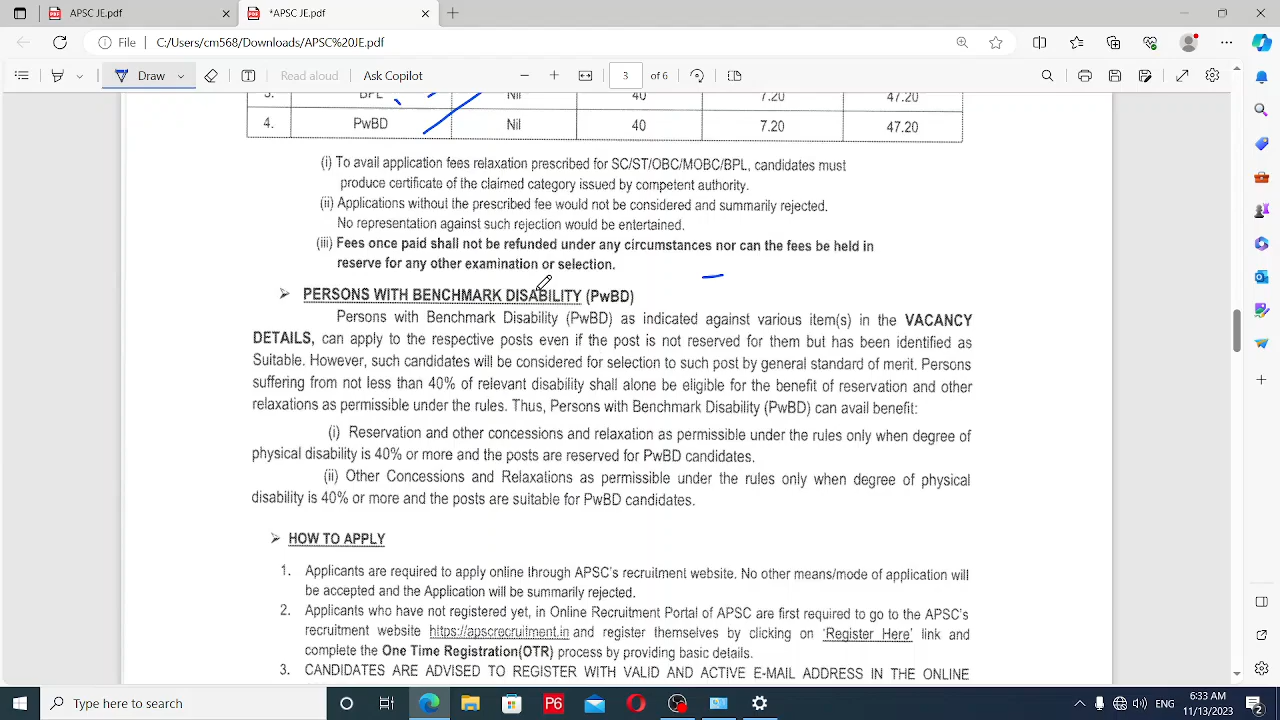 APSC JE.pdf
*APSC JE.pdf
File
C:/Users/cm568/Downloads/APSC%20JE.pdf
Draw
Read aloud
Ask Copilot
3
of 6
3. BPL Nil 40 7.20 47.20
4. PwBD Nil 40 7.20 47.20
(i) To avail application fees relaxation prescribed for SC/ST/OBC/MOBC/BPL, candidates must
produce certificate of the claimed category issued by competent authority.
(ii) Applications without the prescribed fee would not be considered and summarily rejected.
No representation against such rejection would be entertained.
(iii) Fees once paid shall not be refunded under any circumstances nor can the fees be held in
reserve for any other examination or selection.
➢ PERSONS WITH BENCHMARK DISABILITY (PwBD)
Persons with Benchmark Disability (PwBD) as indicated against various item(s) in the VACANCY
DETAILS, can apply to the respective posts even if the post is not reserved for them but has been identified as
Suitable. However, such candidates will be considered for selection to such post by general standard of merit. Persons
suffering from not less than 40% of relevant disability shall alone be eligible for the benefit of reservation and other
relaxations as permissible under the rules. Thus, Persons with Benchmark Disability (PwBD) can avail benefit:
(i) Reservation and other concessions and relaxation as permissible under the rules only when degree of
physical disability is 40% or more and the posts are reserved for PwBD candidates.
(ii) Other Concessions and Relaxations as permissible under the rules only when degree of physical
disability is 40% or more and the posts are suitable for PwBD candidates.
➢ HOW TO APPLY
1. Applicants are required to apply online through APSC's recruitment website. No other means/mode of application will
be accepted and the Application will be summarily rejected.
2. Applicants who have not registered yet, in Online Recruitment Portal of APSC are first required to go to the APSC's
recruitment website https://apscrecruitment.in and register themselves by clicking on 'Register Here' link and
complete the One Time Registration(OTR) process by providing basic details.
3. CANDIDATES ARE ADVISED TO REGISTER WITH VALID AND ACTIVE E-MAIL ADDRESS IN THE ONLINE
Type here to search
P6
ENG
6:33 AM
11/13/2023